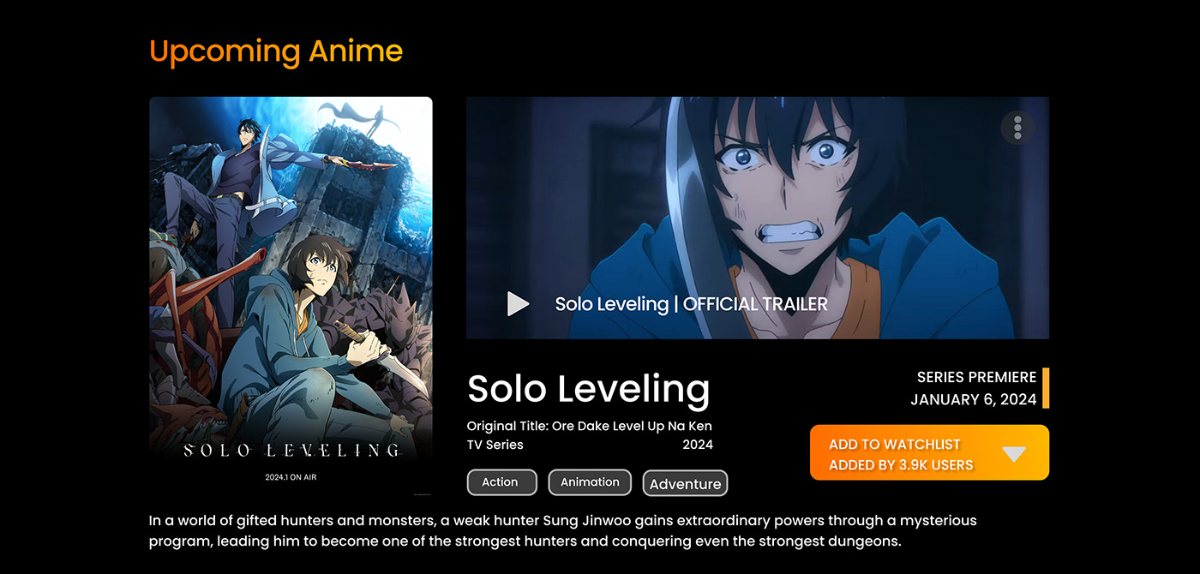 Upcoming Anime
SOLO LEVELING
2024.1 ON AIR
Solo Leveling | OFFICIAL TRAILER
Solo Leveling
SERIES PREMIERE
JANUARY 6, 2024
Original Title: Ore Dake Level Up Na Ken
TV Series 2024
ADD TO WATCHLIST
ADDED BY 3.9K USERS
Action Animation Adventure
In a world of gifted hunters and monsters, a weak hunter Sung Jinwoo gains extraordinary powers through a mysterious
program, leading him to become one of the strongest hunters and conquering even the strongest dungeons.